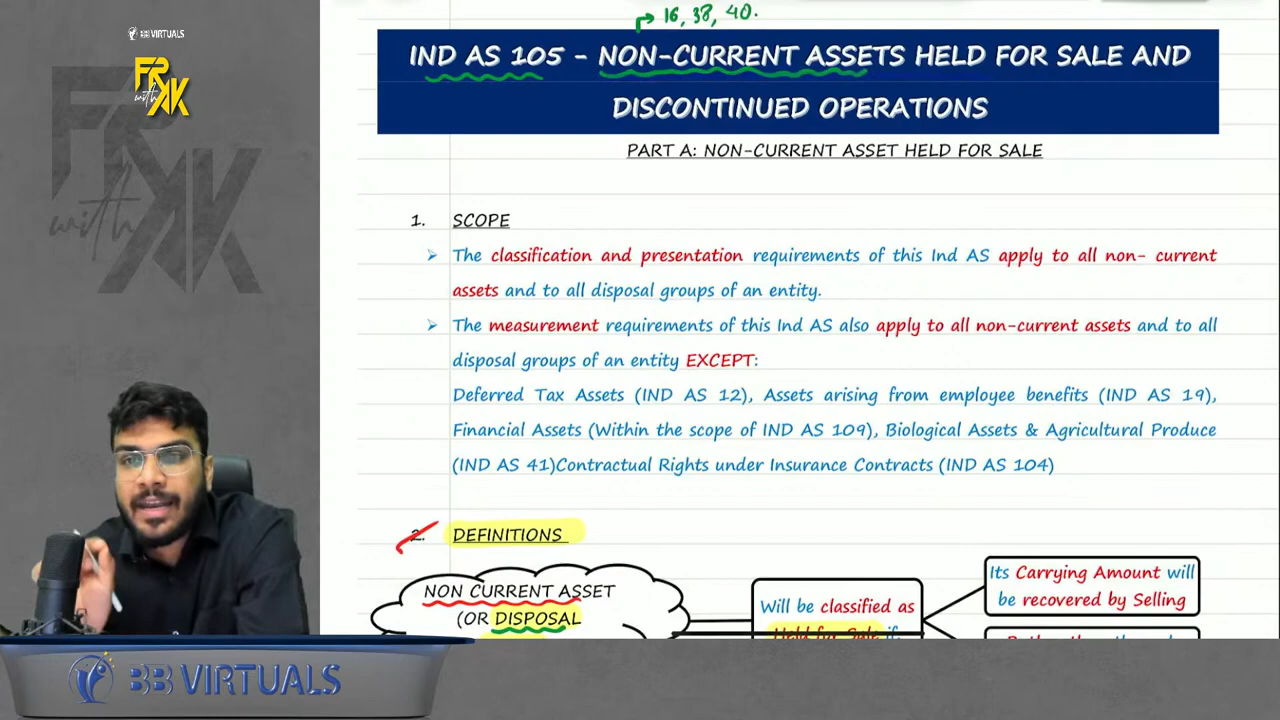 16, 38, 40.
BB VIRTUALS
FR
with AK
FR
with AK
IND AS 105 - NON-CURRENT ASSETS HELD FOR SALE AND
DISCONTINUED OPERATIONS
PART A: NON-CURRENT ASSET HELD FOR SALE
1. SCOPE
The classification and presentation requirements of this Ind AS apply to all non- current
assets and to all disposal groups of an entity.
The measurement requirements of this Ind AS also apply to all non-current assets and to all
disposal groups of an entity EXCEPT:
Deferred Tax Assets (IND AS 12), Assets arising from employee benefits (IND AS 19),
Financial Assets (Within the scope of IND AS 109), Biological Assets & Agricultural Produce
(IND AS 41)Contractual Rights under Insurance Contracts (IND AS 104)
2. DEFINITIONS
NON CURRENT ASSET
(OR DISPOSAL
Will be classified as
Held for Sale if
Its Carrying Amount will
be recovered by Selling
BB VIRTUALS